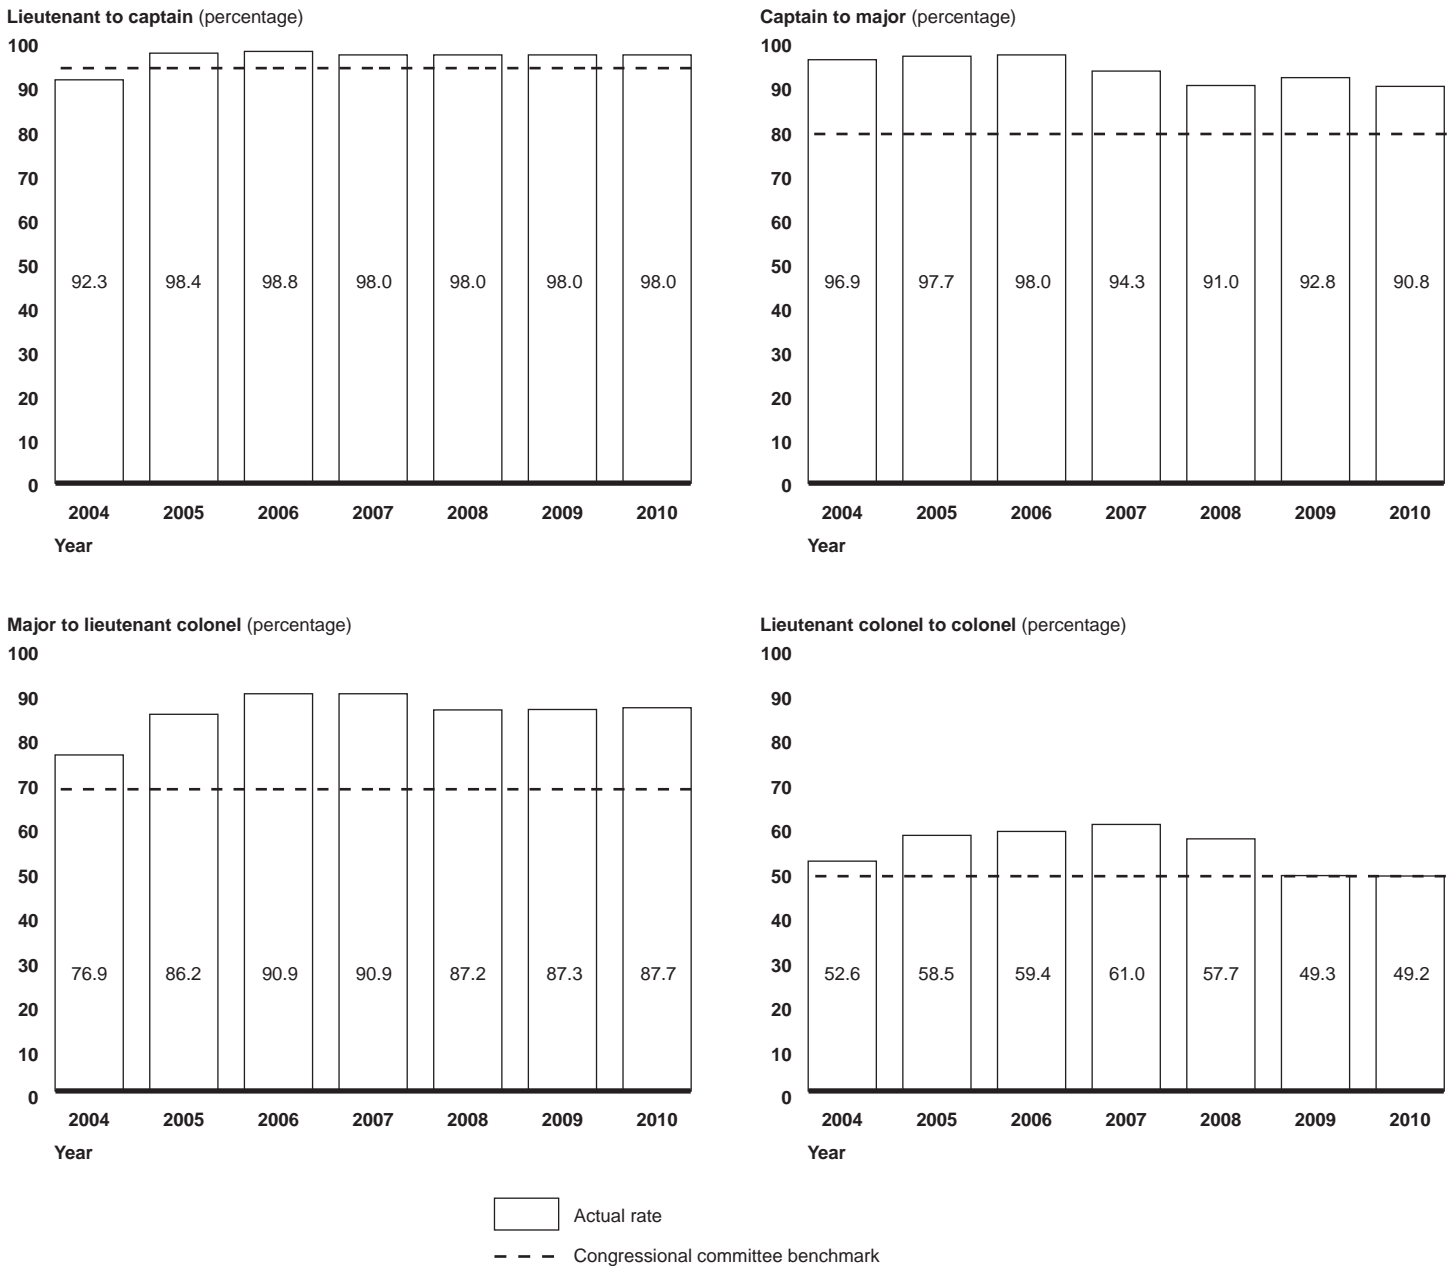 Lieutenant to captain (percentage)
100
90
80
70
60
50
40
30
20
10
0
92.3 98.4 98.8 98.0 98.0 98.0 98.0
2004 2005 2006 2007 2008 2009 2010
Year
Captain to major (percentage)
100
90
80
70
60
50
40
30
20
10
0
96.9 97.7 98.0 94.3 91.0 92.8 90.8
2004 2005 2006 2007 2008 2009 2010
Year
Major to lieutenant colonel (percentage)
100
90
80
70
60
50
40
30
20
10
0
76.9 86.2 90.9 90.9 87.2 87.3 87.7
2004 2005 2006 2007 2008 2009 2010
Year
Lieutenant colonel to colonel (percentage)
100
90
80
70
60
50
40
30
20
10
0
52.6 58.5 59.4 61.0 57.7 49.3 49.2
2004 2005 2006 2007 2008 2009 2010
Year
Actual rate
Congressional committee benchmark